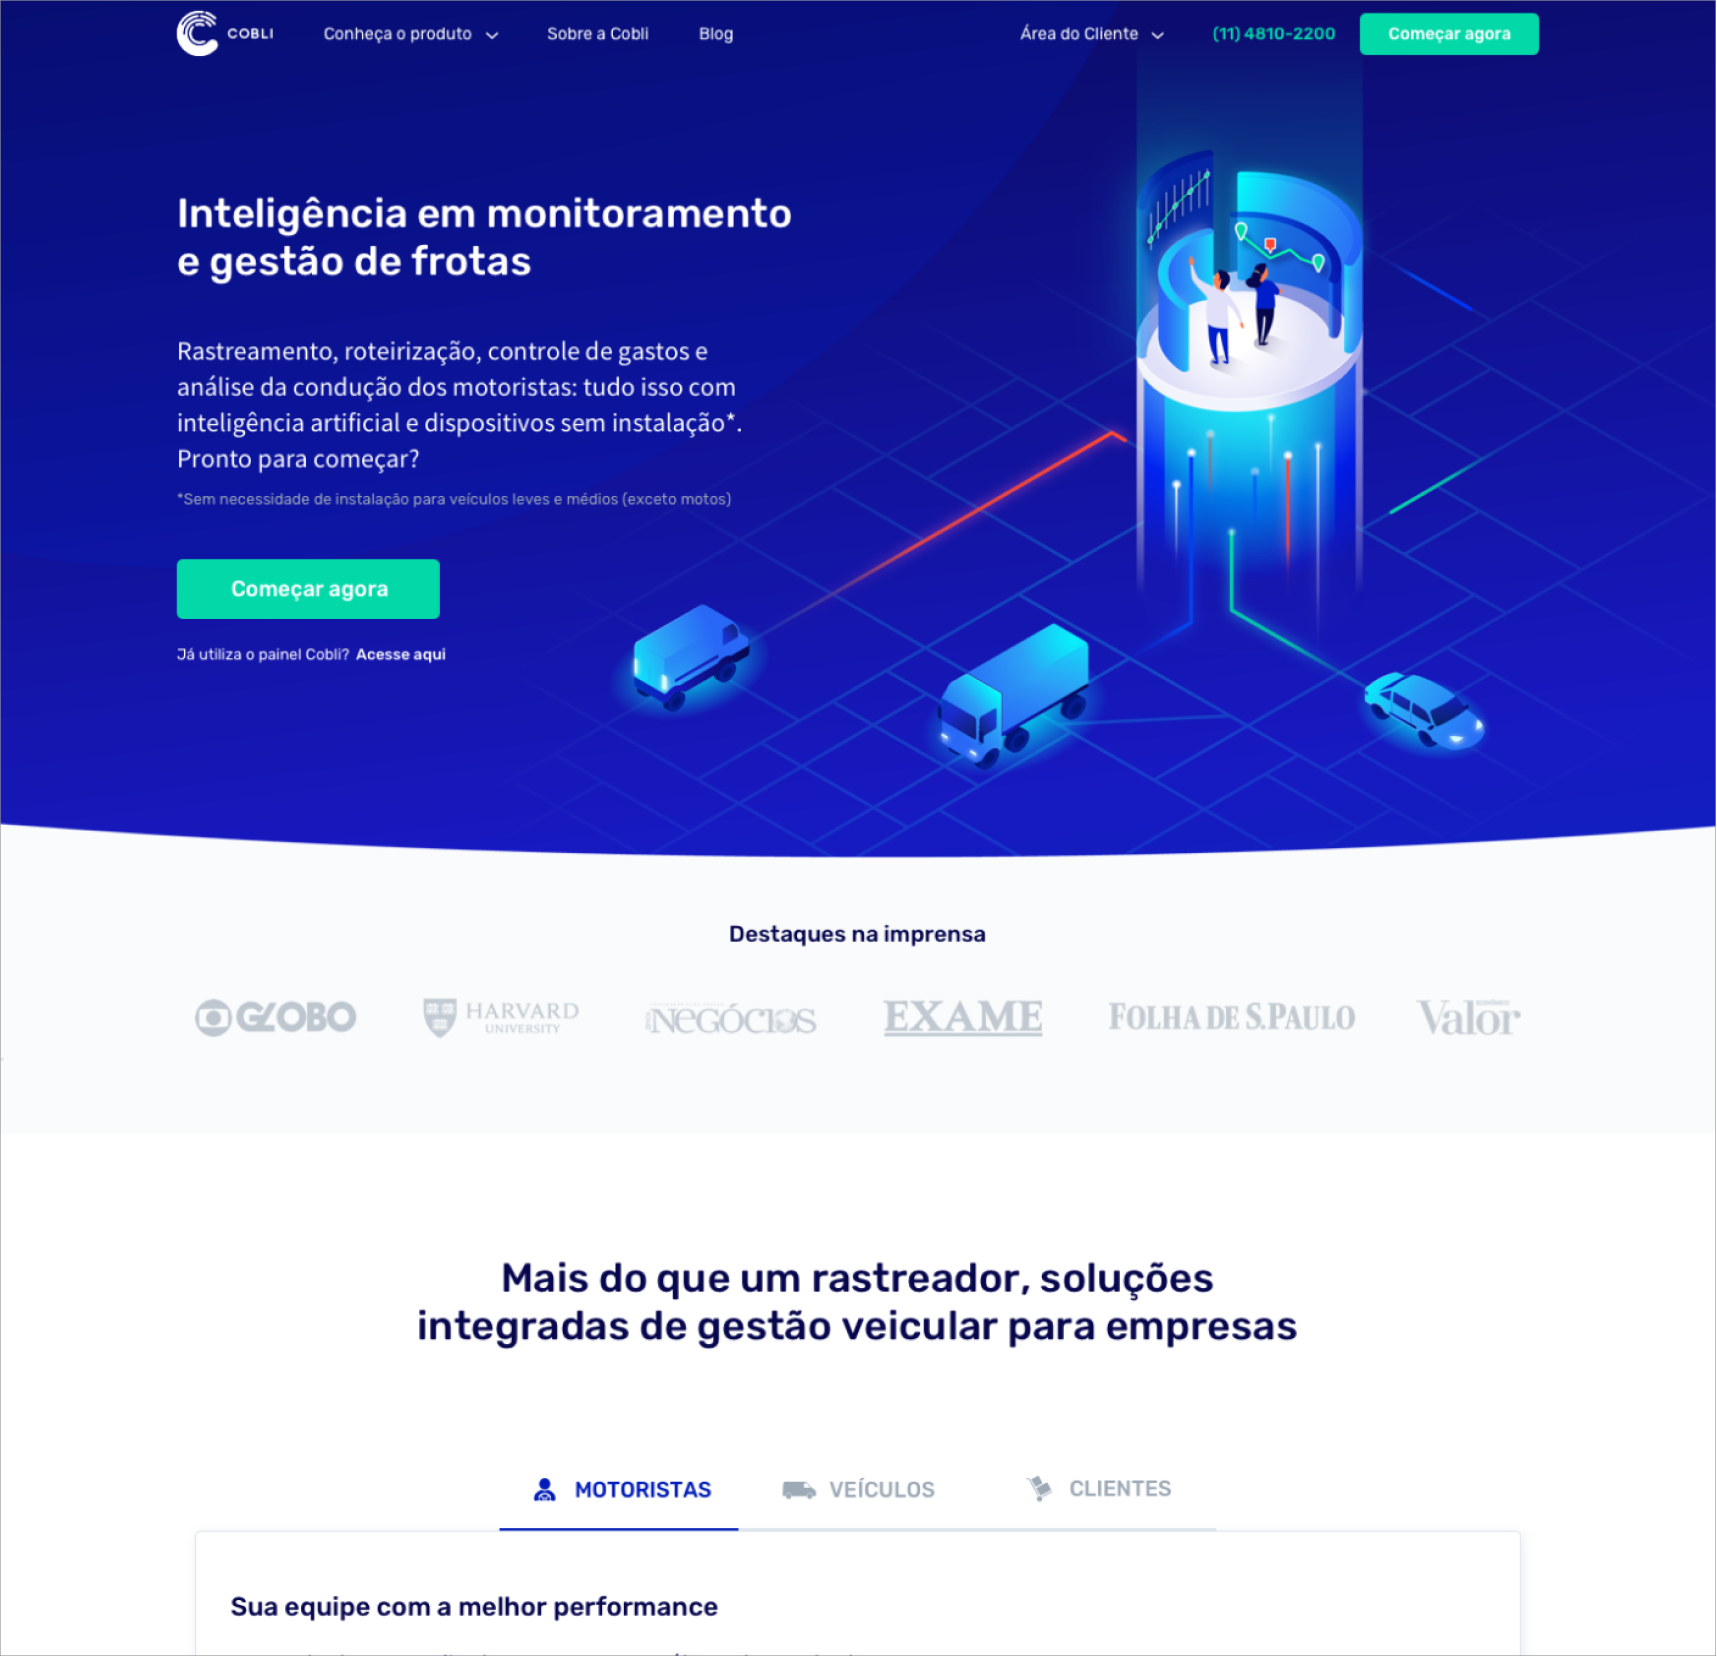 COBLI
Conheça o produto
Sobre a Cobli
Blog
Área do Cliente
(11) 4810-2200
Começar agora
Inteligência em monitoramento
e gestão de frotas
Rastreamento, roteirização, controle de gastos e
análise da condução dos motoristas: tudo isso com
inteligência artificial e dispositivos sem instalação*.
Pronto para começar?
*Sem necessidade de instalação para veículos leves e médios (exceto motos)
Começar agora
Já utiliza o painel Cobli? Acesse aqui
Destaques na imprensa
GLOBO
HARVARD
UNIVERSITY
NEGÓCIOS
EXAME
FOLHA DE S.PAULO
Valor
Mais do que um rastreador, soluções
integradas de gestão veicular para empresas
MOTORISTAS
VEÍCULOS
CLIENTES
Sua equipe com a melhor performance